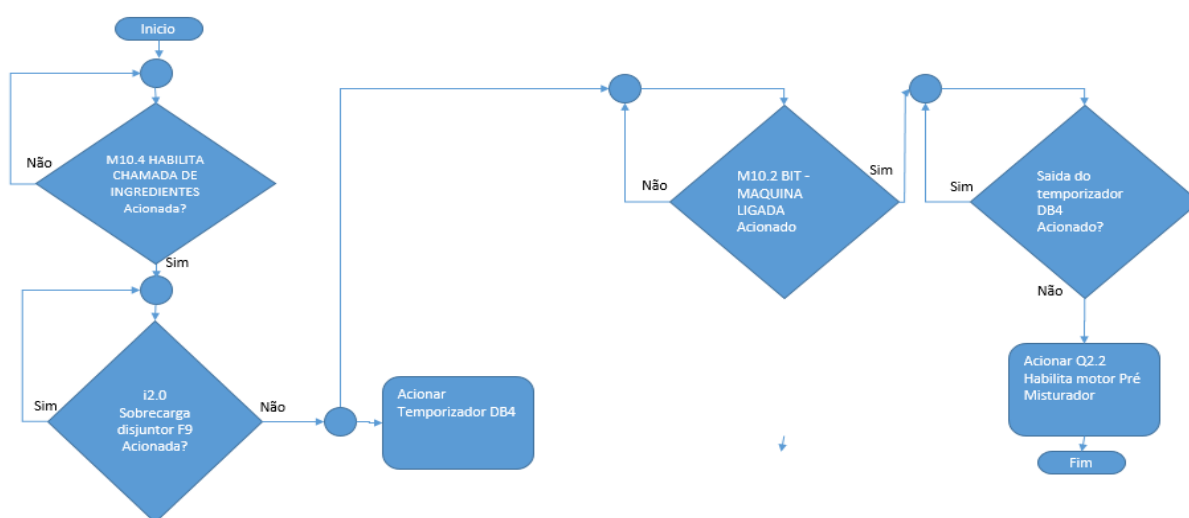 Inicio
Não
M10.4 HABILITA
CHAMADA DE
INGREDIENTES
Acionada?
Sim
Sim
i2.0
Sobrecarga
disjuntor F9
Acionada?
Não
Acionar
Temporizador DB4
Não
M10.2 BIT -
MAQUINA
LIGADA
Acionado
Sim
Sim
Saida do
temporizador
DB4
Acionado?
Não
Acionar Q2.2
Habilita motor Pré
Misturador
Fim